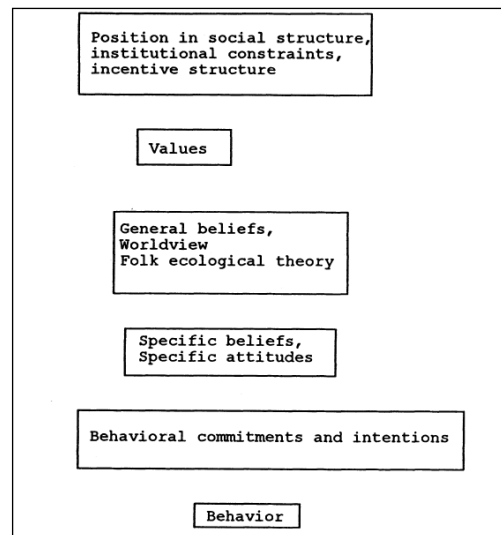 Position in social structure,
institutional constraints,
incentive structure
Values
General beliefs,
Worldview
Folk ecological theory
Specific beliefs,
Specific attitudes
Behavioral commitments and intentions
Behavior